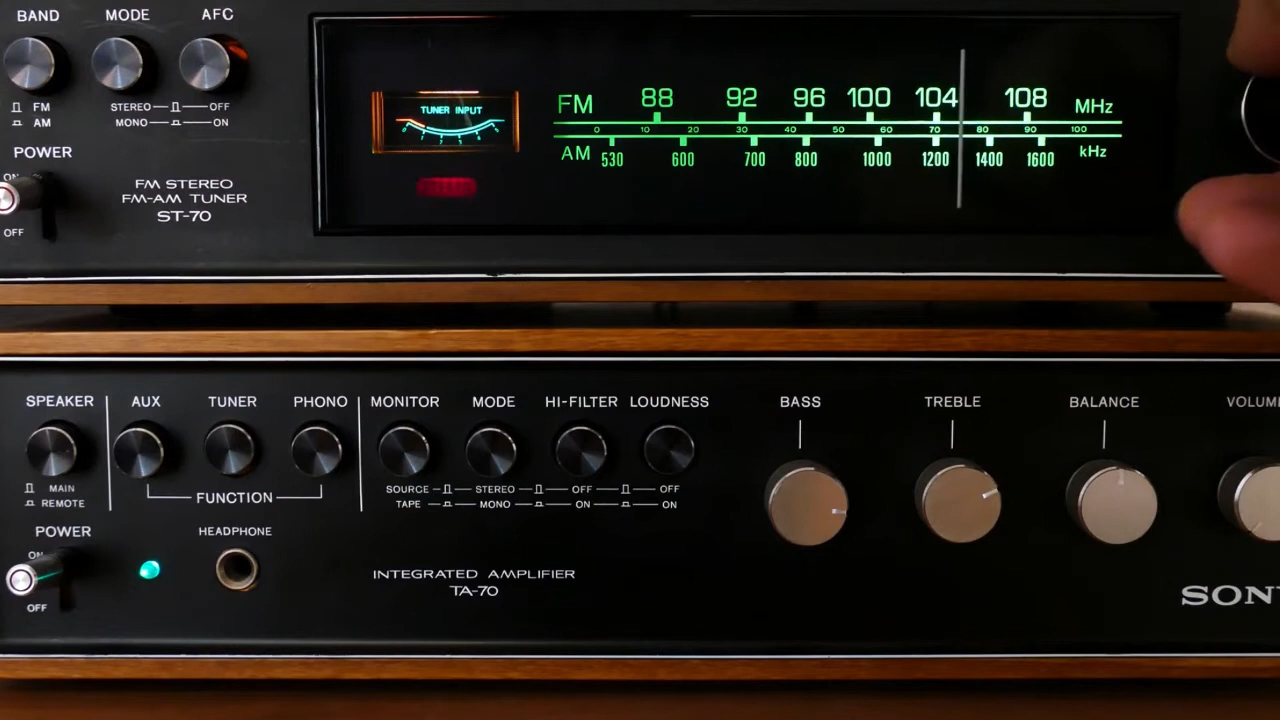 BAND MODE AFC
FM STEREO OFF
AM MONO ON
POWER
ON
OFF
FM STEREO
FM-AM TUNER
ST-70
TUNER INPUT
FM 88 92 96 100 104 108 MHz
0 10 20 30 40 50 60 70 80 90 100
AM 530 600 700 800 1000 1200 1400 1600 kHz
SPEAKER AUX TUNER PHONO MONITOR MODE HI-FILTER LOUDNESS BASS TREBLE BALANCE VOLUM
MAIN SOURCE STEREO OFF OFF
REMOTE FUNCTION TAPE MONO ON ON
POWER HEADPHONE
ON
OFF
INTEGRATED AMPLIFIER
TA-70
SONY